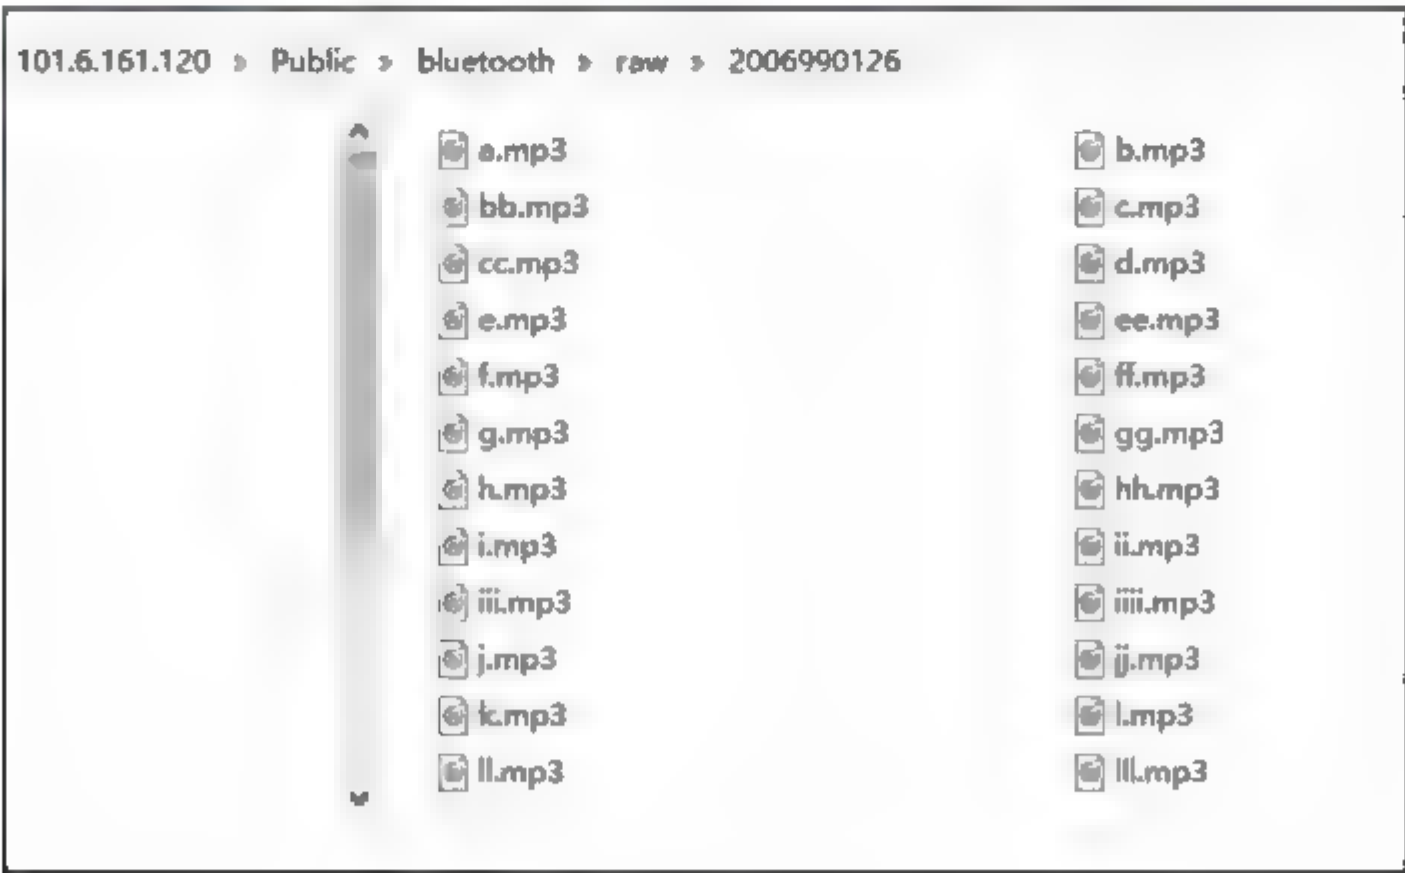 101.6.161.120 > Public > bluetooth > raw > 2006990126
a.mp3 b.mp3
bb.mp3 c.mp3
cc.mp3 d.mp3
e.mp3 ee.mp3
f.mp3 ff.mp3
g.mp3 gg.mp3
h.mp3 hh.mp3
i.mp3 ii.mp3
iii.mp3 iiii.mp3
j.mp3 jj.mp3
k.mp3 l.mp3
ll.mp3 lll.mp3